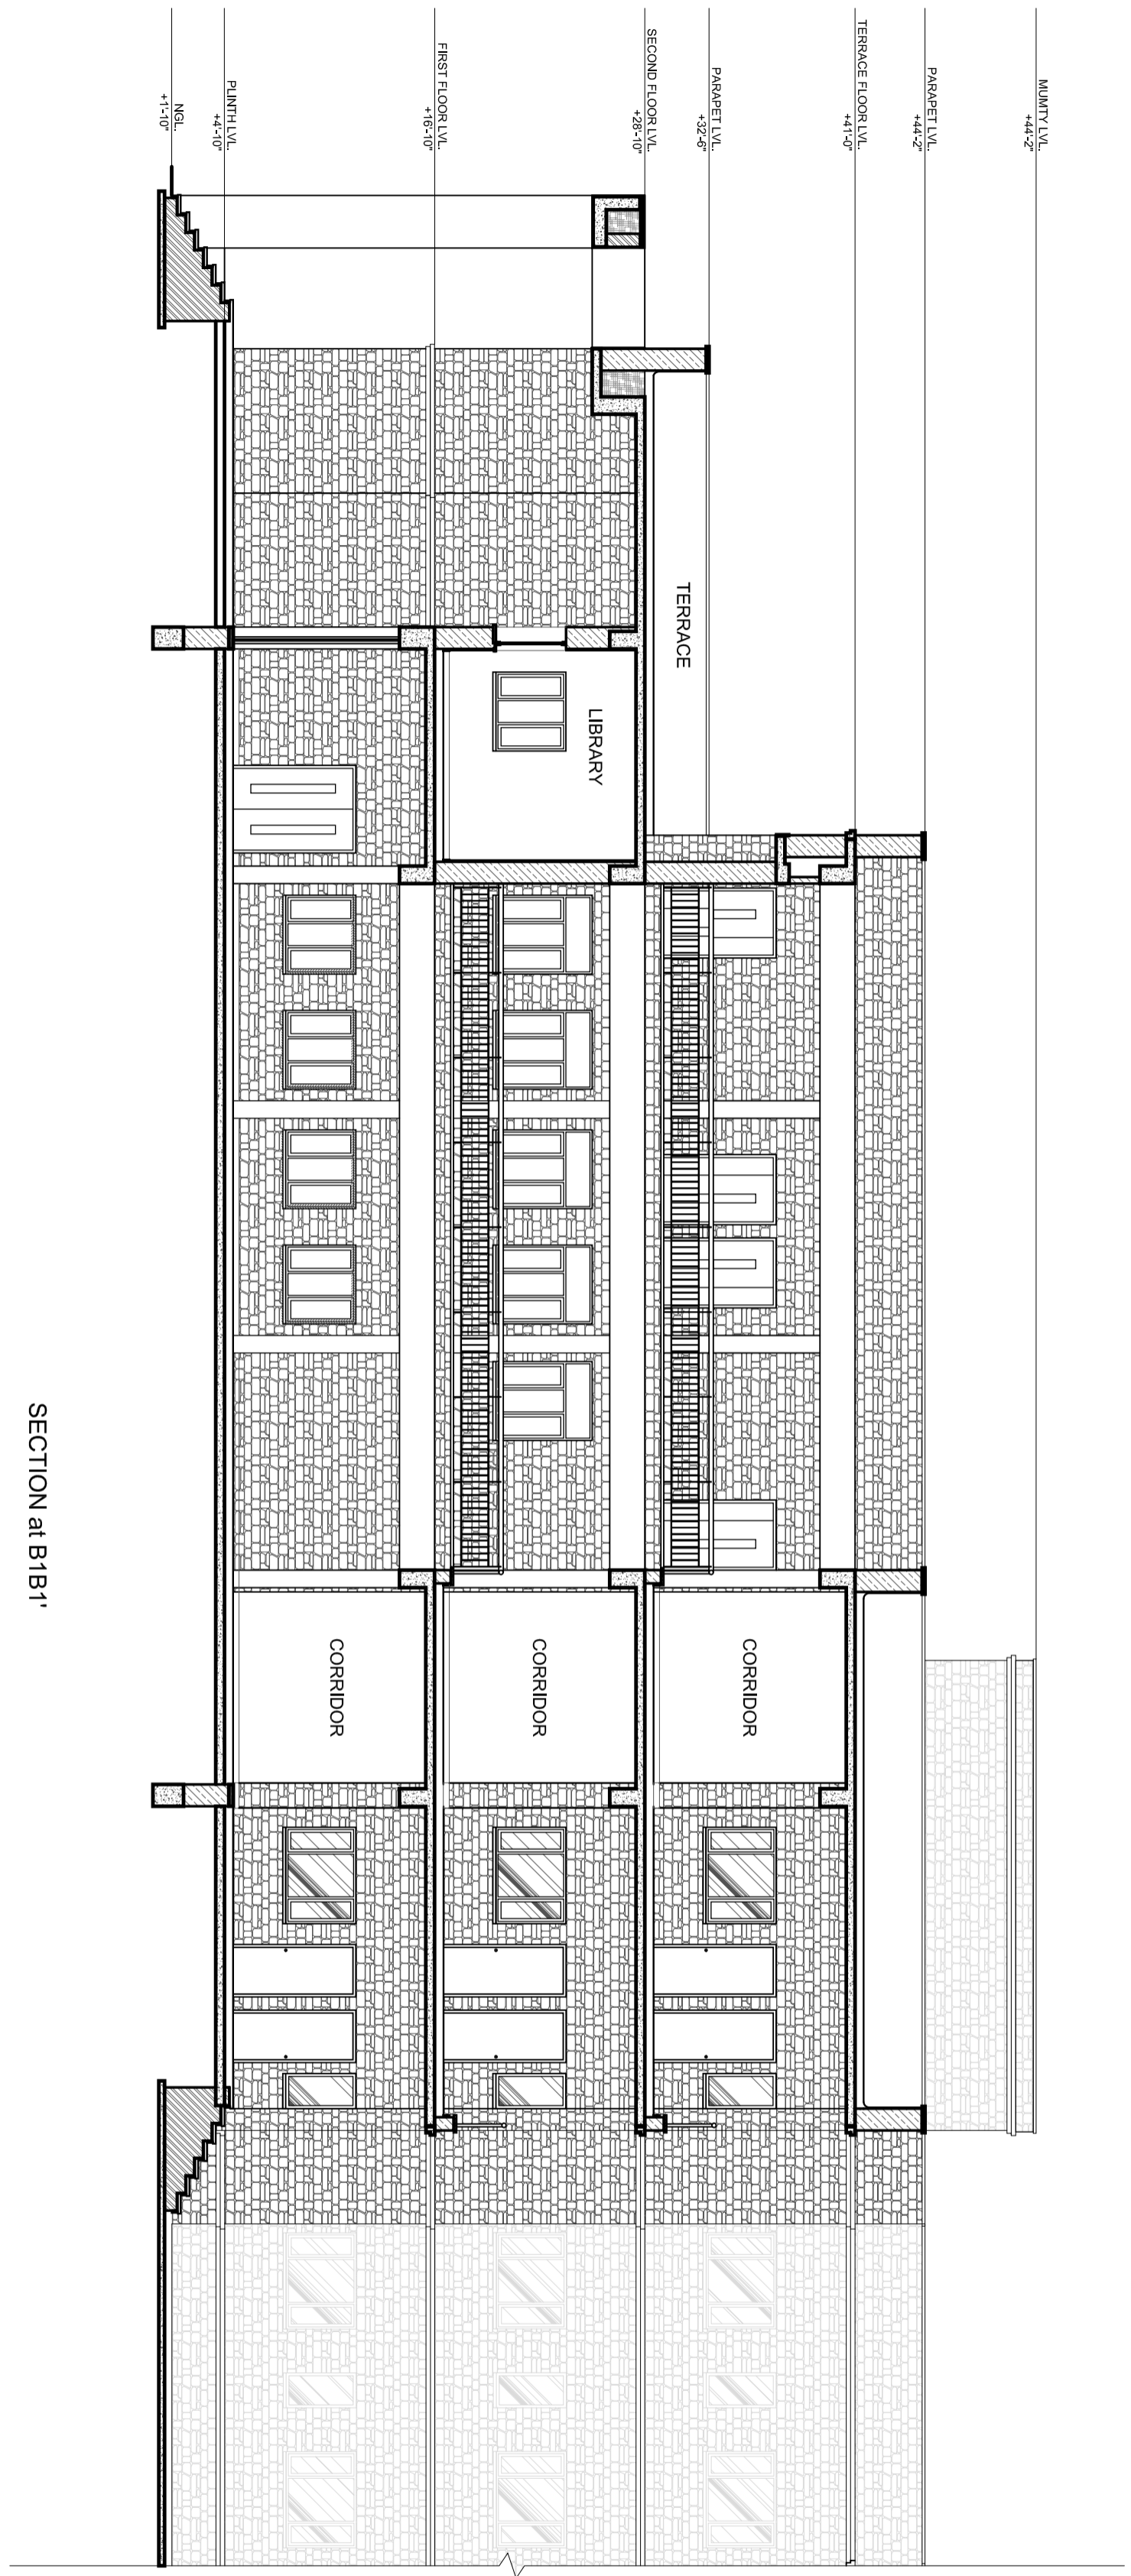 MUMTY LVL.
+44'-2"
PARAPET LVL.
+44'-2"
TERRACE FLOOR LVL.
+41'-0"
PARAPET LVL.
+32'-6"
SECOND FLOOR LVL.
+28'-10"
FIRST FLOOR LVL.
+16'-10"
PLINTH LVL.
+4'-10"
NGL.
+1'-10"
TERRACE
LIBRARY
CORRIDOR
CORRIDOR
CORRIDOR
SECTION at B1B1'